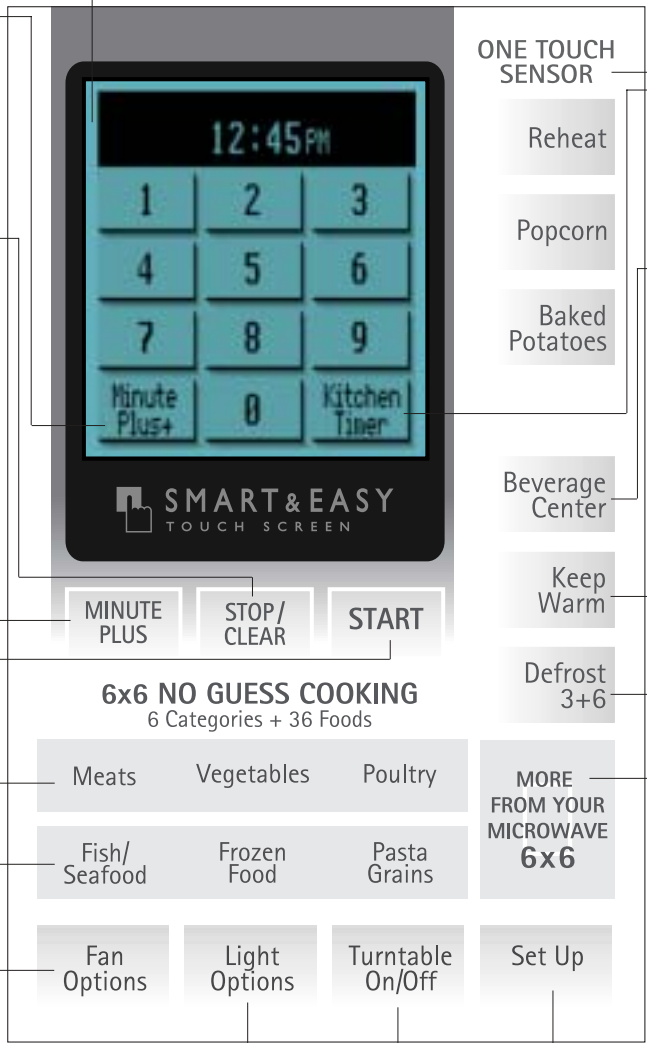 ONE TOUCH
SENSOR
12:45PM
1 2 3
4 5 6
7 8 9
Minute
Plus+
0
Kitchen
Timer
SMART&EASY
TOUCH SCREEN
Reheat
Popcorn
Baked
Potatoes
Beverage
Center
Keep
Warm
Defrost
3+6
MINUTE
PLUS
STOP/
CLEAR
START
6x6 NO GUESS COOKING
6 Categories + 36 Foods
Meats
Vegetables
Poultry
Fish/
Seafood
Frozen
Food
Pasta
Grains
MORE
FROM YOUR
MICROWAVE
6x6
Fan
Options
Light
Options
Turntable
On/Off
Set Up